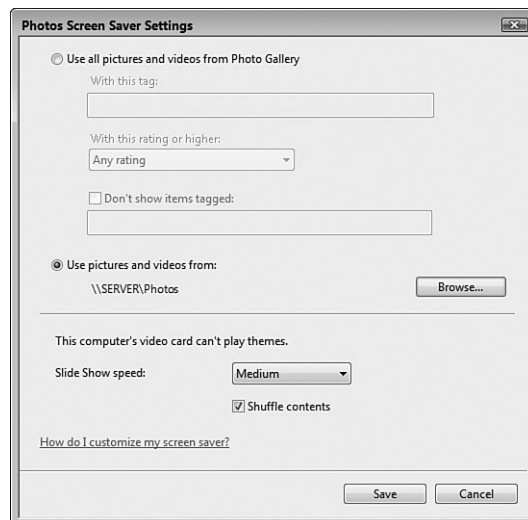 Photos Screen Saver Settings
Use all pictures and videos from Photo Gallery
With this tag:
With this rating or higher:
Any rating
Don't show items tagged:
Use pictures and videos from:
\\SERVER\Photos
Browse...
This computer's video card can't play themes.
Slide Show speed:
Medium
Shuffle contents
How do I customize my screen saver?
Save
Cancel